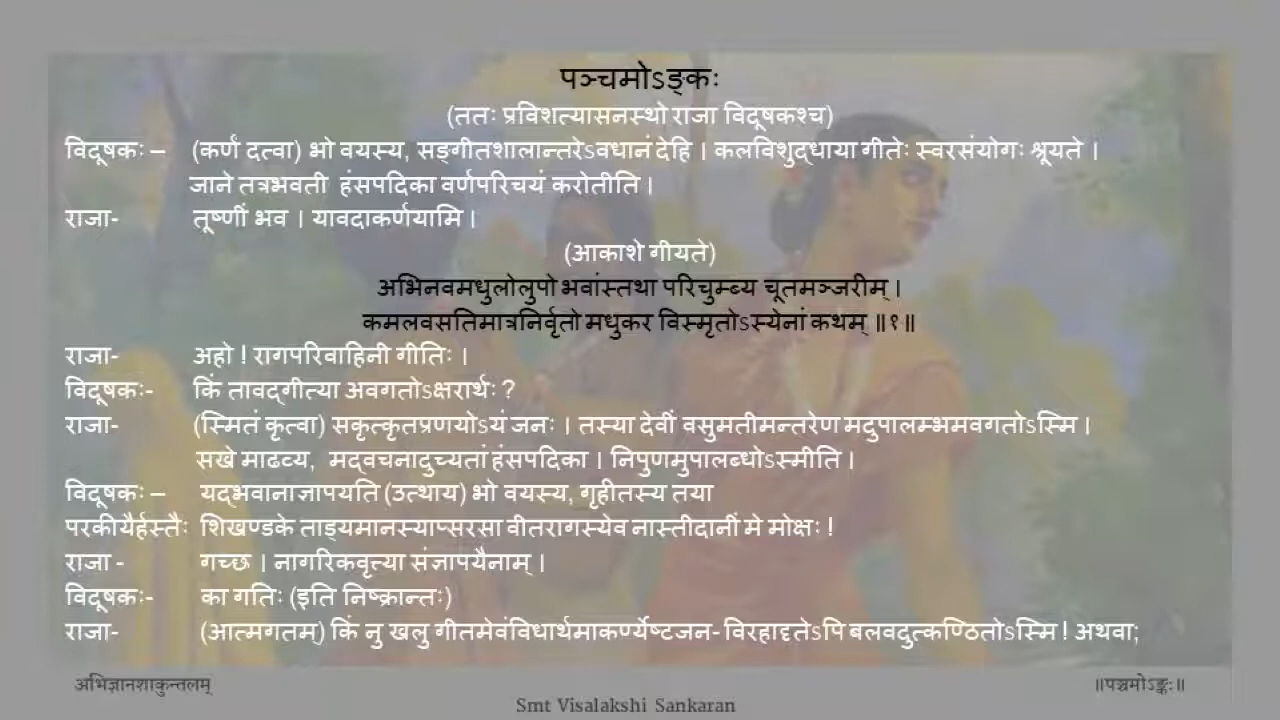 पञ्चमोऽङ्कः
(ततः प्रविशत्यासनस्थो राजा विदूषकश्च)
विदूषकः – (कर्णं दत्वा) भो वयस्य, सङ्गीतशालान्तरेऽवधानं देहि । कलविशुद्धाया गीतेः स्वरसंयोगः श्रूयते ।
जाने तत्रभवती हंसपदिका वर्णपरिचयं करोतीति ।
राजा- तूष्णीं भव । यावदाकर्णयामि ।
(आकाशे गीयते)
अभिनवमधुलोलुपो भवांस्तथा परिचुम्ब्य चूतमञ्जरीम् ।
कमलवसतिमात्रनिर्वृतो मधुकर विस्मृतोऽस्येनां कथम् ॥१॥
राजा- अहो ! रागपरिवाहिनी गीतिः ।
विदूषकः- किं तावद्गीत्या अवगतोऽक्षरार्थः ?
राजा- (स्मितं कृत्वा) सकृत्कृतप्रणयोऽयं जनः । तस्या देवीं वसुमतीमन्तरेण मदुपालम्भमवगतोऽस्मि ।
सखे माढव्य, मद्वचनादुच्यतां हंसपदिका । निपुणमुपालब्धोऽस्मीति ।
विदूषकः – यद्भवानाज्ञापयति (उत्थाय) भो वयस्य, गृहीतस्य तया
परकीयैर्हस्तैः शिखण्डके ताड्यमानस्याप्सरसा वीतरागस्येव नास्तीदानीं मे मोक्षः !
राजा - गच्छ । नागरिकवृत्त्या संज्ञापयैनाम् ।
विदूषकः- का गतिः (इति निष्क्रान्तः)
राजा- (आत्मगतम्) किं नु खलु गीतमेवंविधार्थमाकर्ण्येष्टजन- विरहादृतेऽपि बलवदुत्कण्ठितोऽस्मि ! अथवा;
अभिज्ञानशाकुन्तलम्
॥पञ्चमोऽङ्कः॥
Smt Visalakshi Sankaran